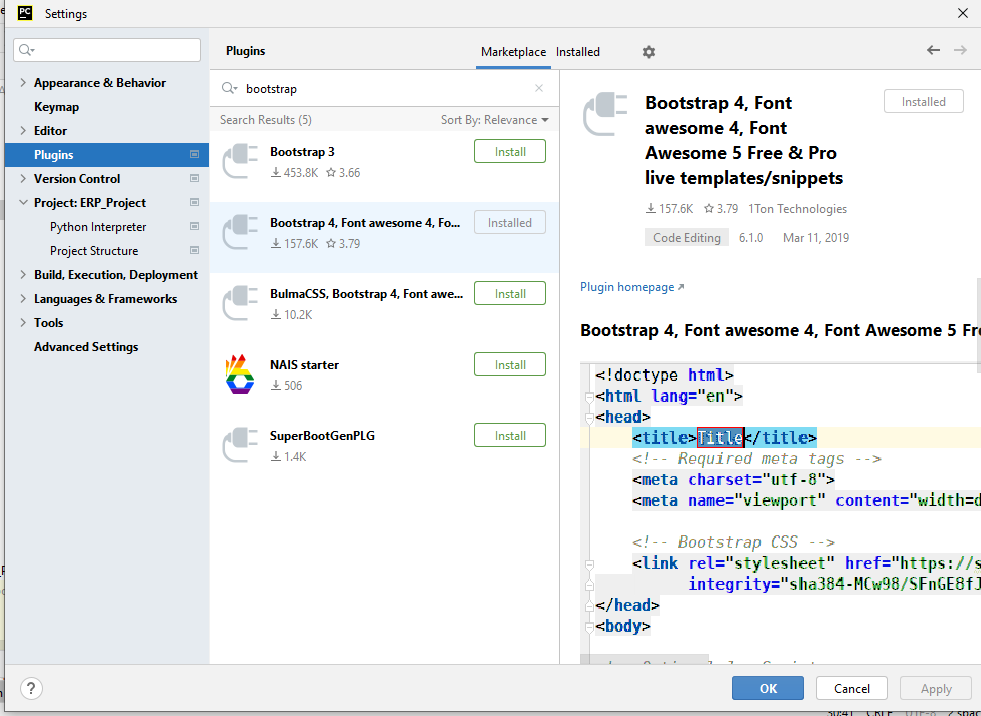 PC Settings
Appearance & Behavior
Keymap
Editor
Plugins
Version Control
Project: ERP_Project
Python Interpreter
Project Structure
Build, Execution, Deployment
Languages & Frameworks
Tools
Advanced Settings
Plugins
Marketplace Installed
bootstrap
Search Results (5) Sort By: Relevance
Bootstrap 3 Install
453.8K 3.66
Bootstrap 4, Font awesome 4, Fo... Installed
157.6K 3.79
BulmaCSS, Bootstrap 4, Font awe... Install
10.2K
NAIS starter Install
506
SuperBootGenPLG Install
1.4K
Bootstrap 4, Font Installed
awesome 4, Font
Awesome 5 Free & Pro
live templates/snippets
157.6K 3.79 1Ton Technologies
Code Editing 6.1.0 Mar 11, 2019
Plugin homepage
Bootstrap 4, Font awesome 4, Font Awesome 5 Fr
<!doctype html>
<html lang="en">
<head>
<title>Title</title>
<!-- Required meta tags -->
<meta charset="utf-8">
<meta name="viewport" content="width=d
<!-- Bootstrap CSS -->
<link rel="stylesheet" href="https://s
integrity="sha384-MCw98/SFnGE8fJ
</head>
<body>
? OK Cancel Apply